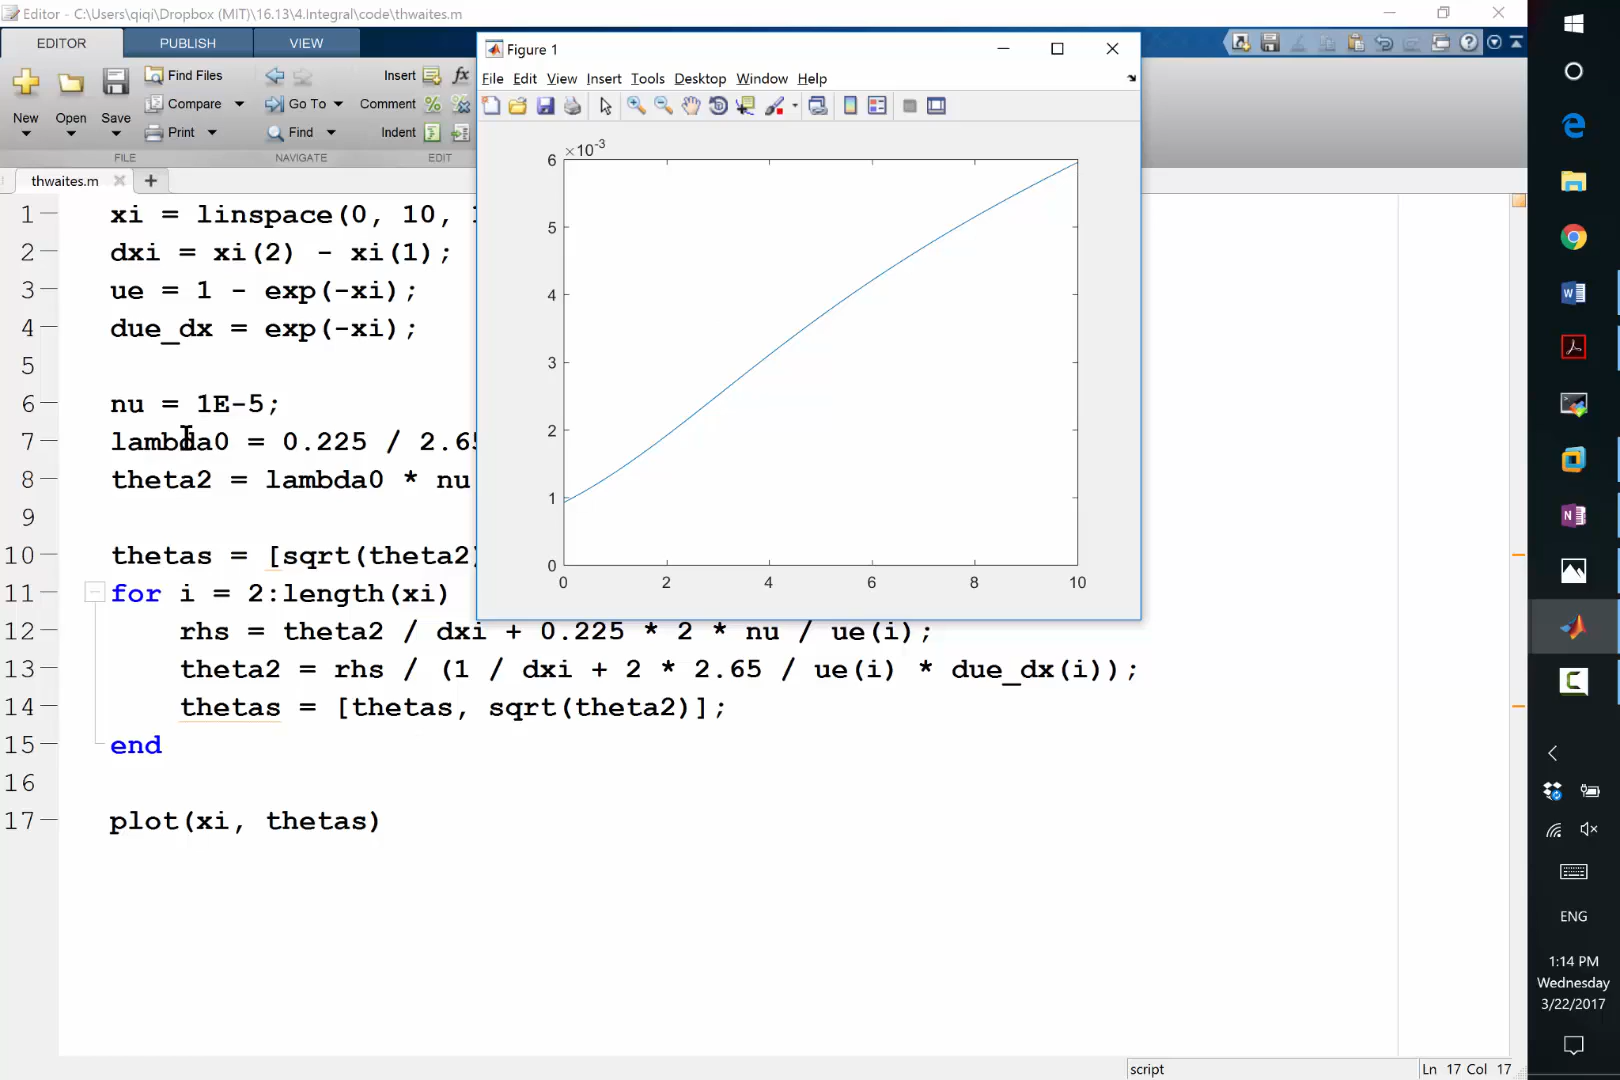 Editor - C:\Users\qiqi\Dropbox (MIT)\16.13\4.Integral\code\thwaites.m
EDITOR PUBLISH VIEW
New Open Save
Find Files
Compare
Print
FILE
Go To
Find
NAVIGATE
Insert fx
Comment
Indent
EDIT
thwaites.m
Figure 1
File Edit View Insert Tools Desktop Window Help
×10-3
6
5
4
3
2
1
0
0 2 4 6 8 10
1 xi = linspace(0, 10,
2 dxi = xi(2) - xi(1);
3 ue = 1 - exp(-xi);
4 due_dx = exp(-xi);
5
6 nu = 1E-5;
7 lambda0 = 0.225 / 2.65
8 theta2 = lambda0 * nu
9
10 thetas = [sqrt(theta2)
11 for i = 2:length(xi)
12 rhs = theta2 / dxi + 0.225 * 2 * nu / ue(i);
13 theta2 = rhs / (1 / dxi + 2 * 2.65 / ue(i) * due_dx(i));
14 thetas = [thetas, sqrt(theta2)];
15 end
16
17 plot(xi, thetas)
script
Ln 17 Col 17
ENG
1:14 PM
Wednesday
3/22/2017